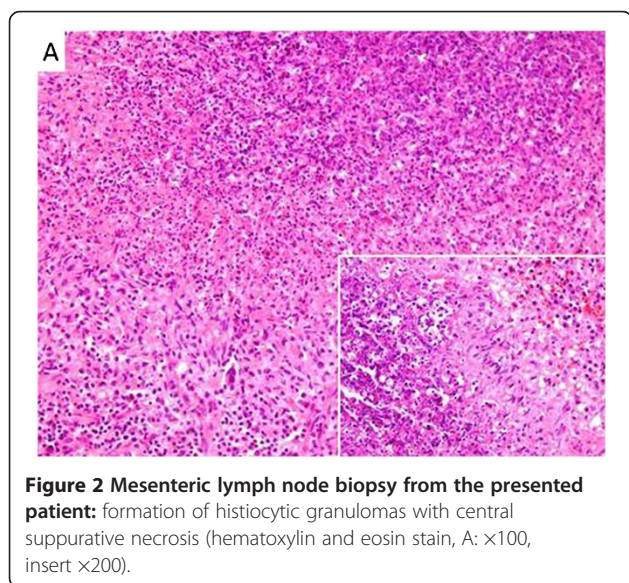 A
Figure 2 Mesenteric lymph node biopsy from the presented
patient: formation of histiocytic granulomas with central
suppurative necrosis (hematoxylin and eosin stain, A: ×100,
insert ×200).